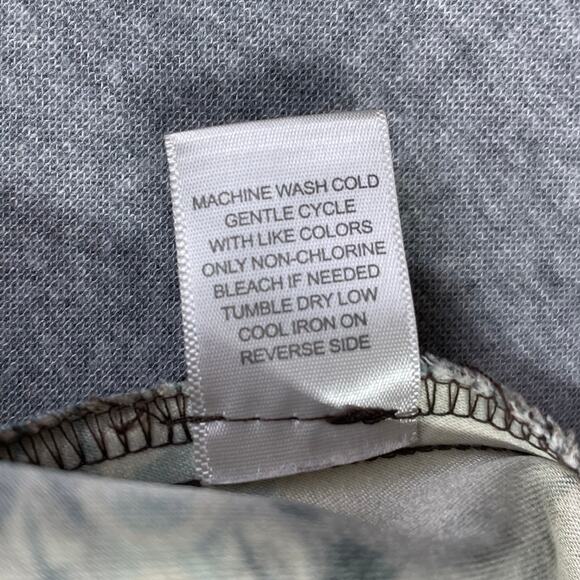 MACHINE WASH COLD
GENTLE CYCLE
WITH LIKE COLORS
ONLY NON-CHLORINE
BLEACH IF NEEDED
TUMBLE DRY LOW
COOL IRON ON
REVERSE SIDE